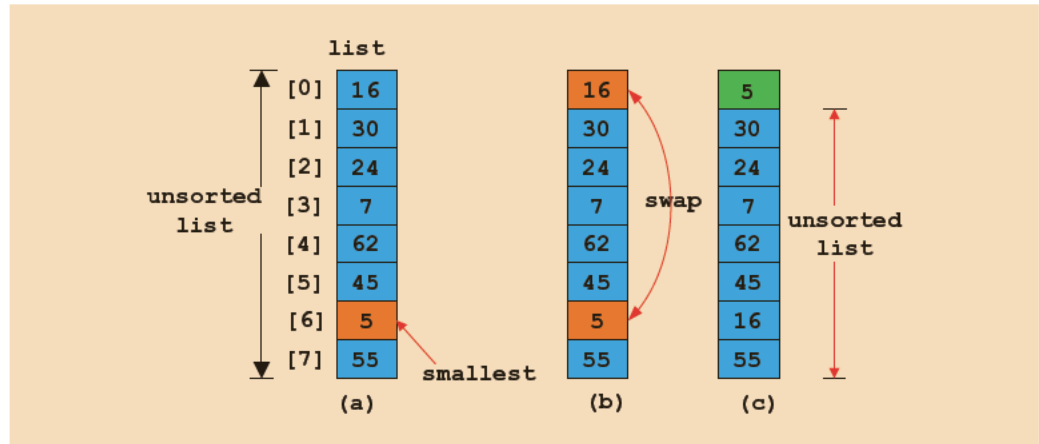 list
[0] 16 16 5
[1] 30 30 30
[2] 24 24 24
unsorted
list
[3] 7 7 swap 7
unsorted
list
[4] 62 62 62
[5] 45 45 45
[6] 5 5 16
[7] 55 55 55
smallest
(a) (b) (c)